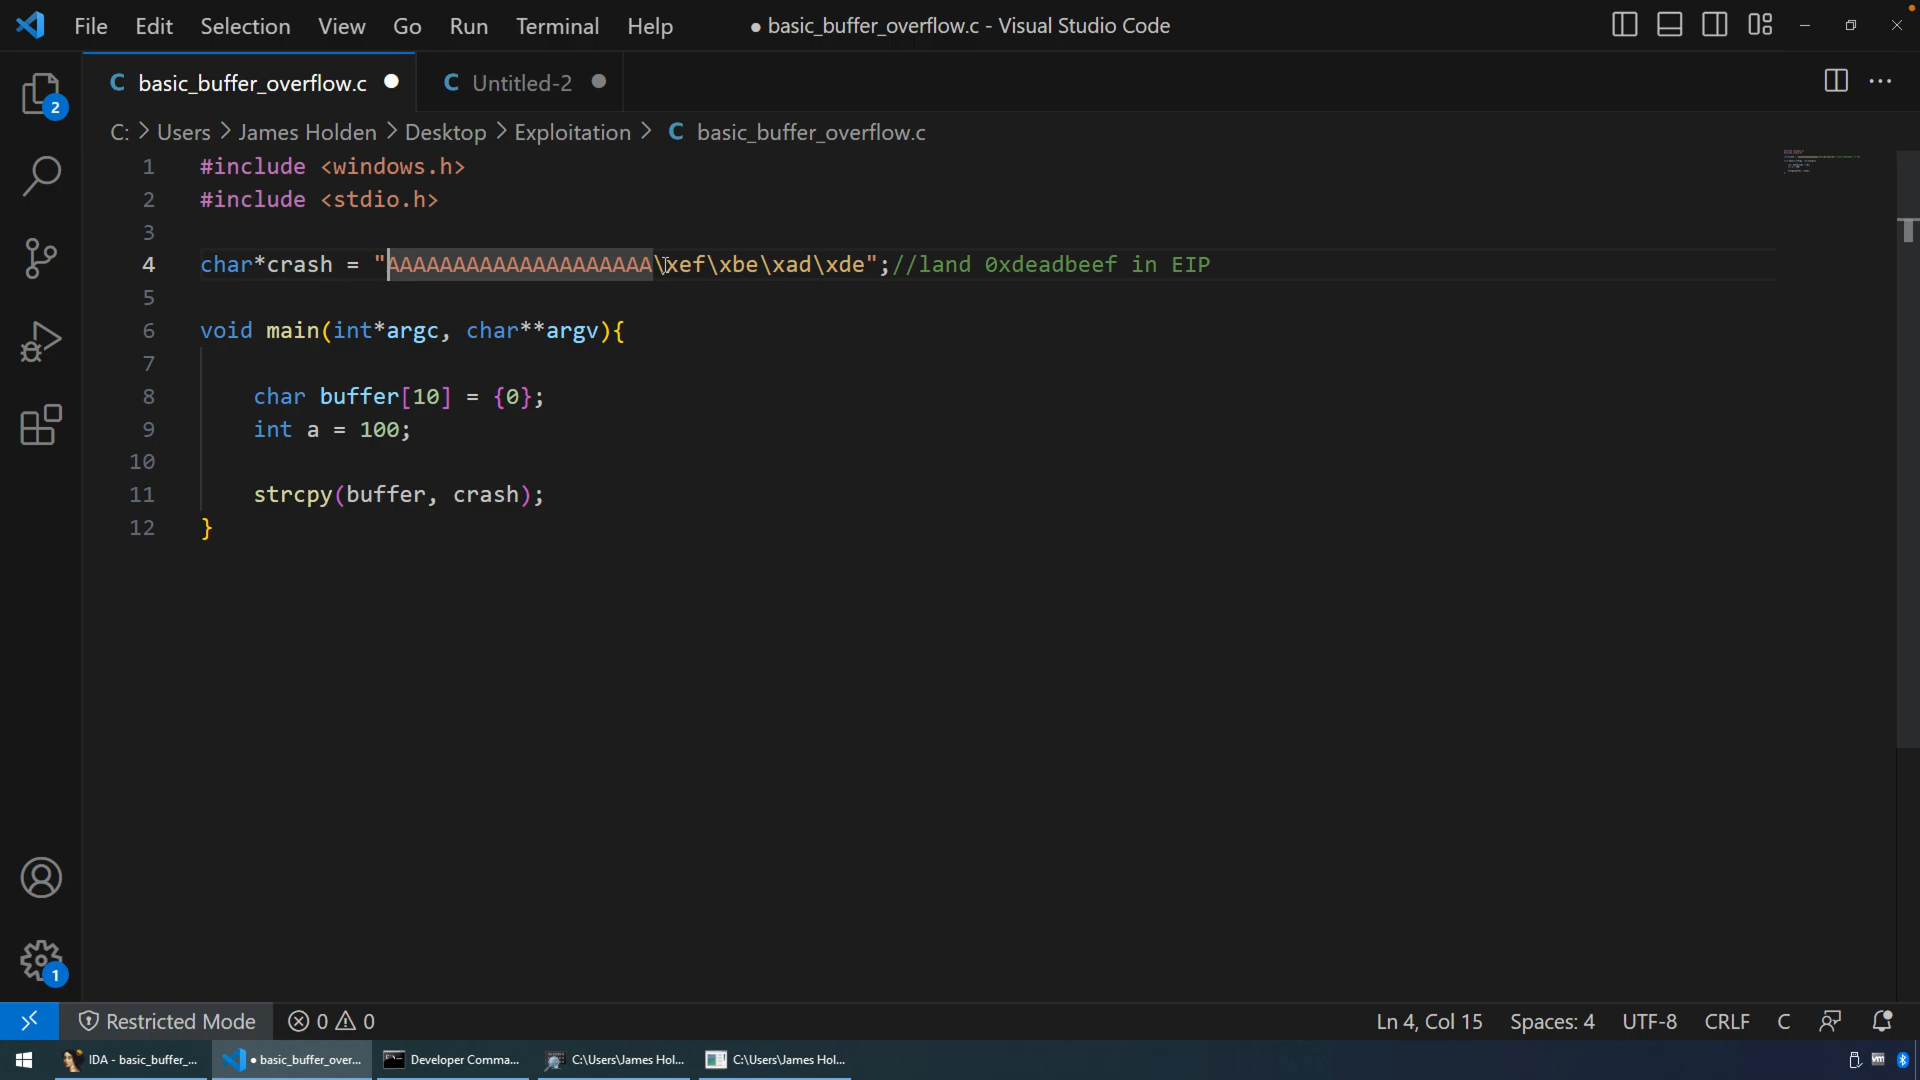 File Edit Selection View Go Run Terminal Help ● basic_buffer_overflow.c - Visual Studio Code
C basic_buffer_overflow.c ● C Untitled-2 ●
C: > Users > James Holden > Desktop > Exploitation > C basic_buffer_overflow.c
2
1 #include <windows.h>
2 #include <stdio.h>
3
4 char*crash = "AAAAAAAAAAAAAAAAAAAA\xef\xbe\xad\xde";//land 0xdeadbeef in EIP
5
6 void main(int*argc, char**argv){
7
8 char buffer[10] = {0};
9 int a = 100;
10
11 strcpy(buffer, crash);
12 }
1
Restricted Mode 0 0 Ln 4, Col 15 Spaces: 4 UTF-8 CRLF C
IDA - basic_buffer_... ● basic_buffer_over... Developer Comma... C:\Users\James Hol... C:\Users\James Hol... vm